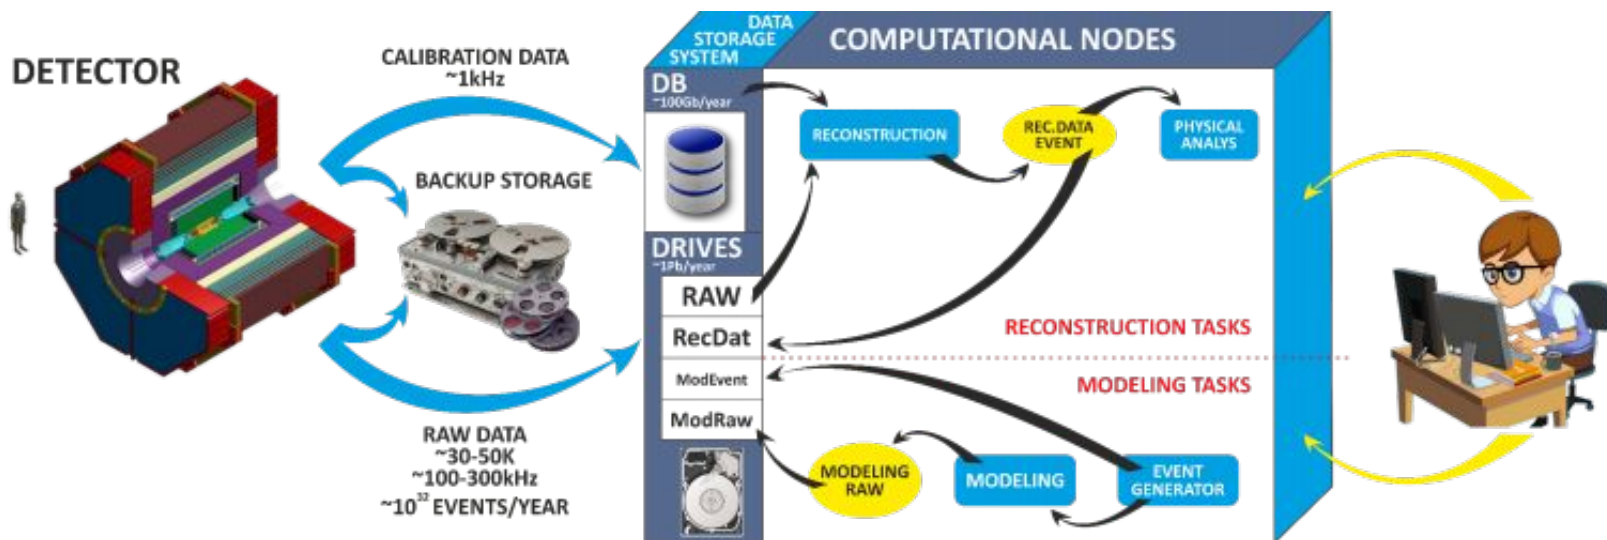 DETECTOR
CALIBRATION DATA
~1kHz
BACKUP STORAGE
RAW DATA
~30-50K
~100-300kHz
~10³² EVENTS/YEAR
DATA
STORAGE
SYSTEM
COMPUTATIONAL NODES
DB
~100Gb/year
DRIVES
~1Pb/year
RAW
RecDat
ModEvent
ModRaw
RECONSTRUCTION
REC.DATA
EVENT
PHYSICAL
ANALYS
RECONSTRUCTION TASKS
MODELING TASKS
MODELING
RAW
MODELING
EVENT
GENERATOR